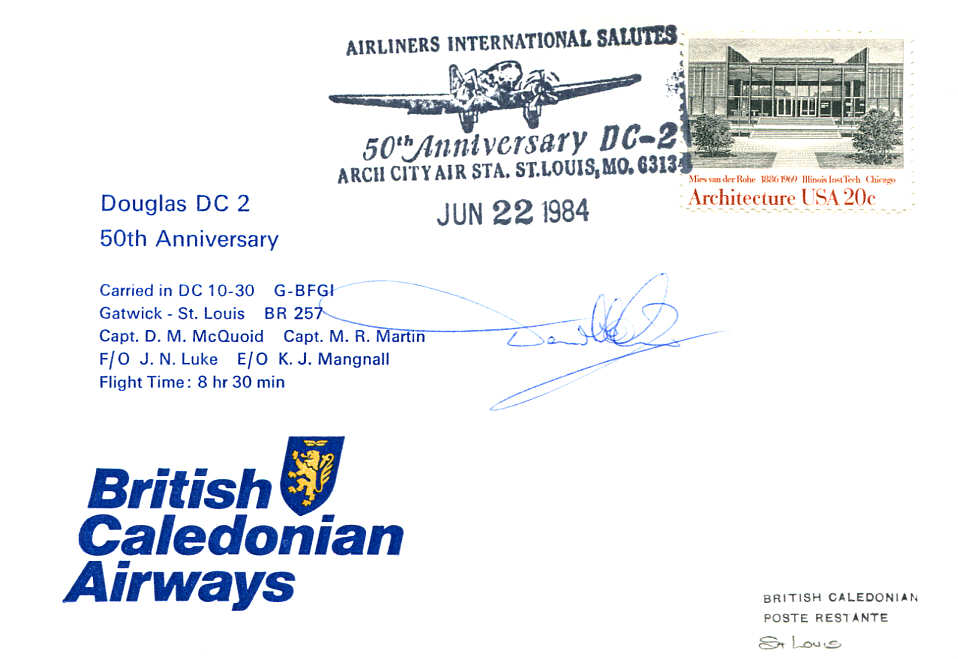 AIRLINERS INTERNATIONAL SALUTES
50th Anniversary DC-2
ARCH CITY AIR STA. ST. LOUIS, MO. 63134
JUN 22 1984
Mies van der Rohe 1886-1969 Illinois Inst Tech Chicago
Architecture USA 20c
Douglas DC 2
50th Anniversary
Carried in DC 10-30 G-BFGI
Gatwick - St. Louis BR 257
Capt. D. M. McQuoid Capt. M. R. Martin
F/O J. N. Luke E/O K. J. Mangnall
Flight Time: 8 hr 30 min
British
Caledonian
Airways
BRITISH CALEDONIAN
POSTE RESTANTE
St Louis